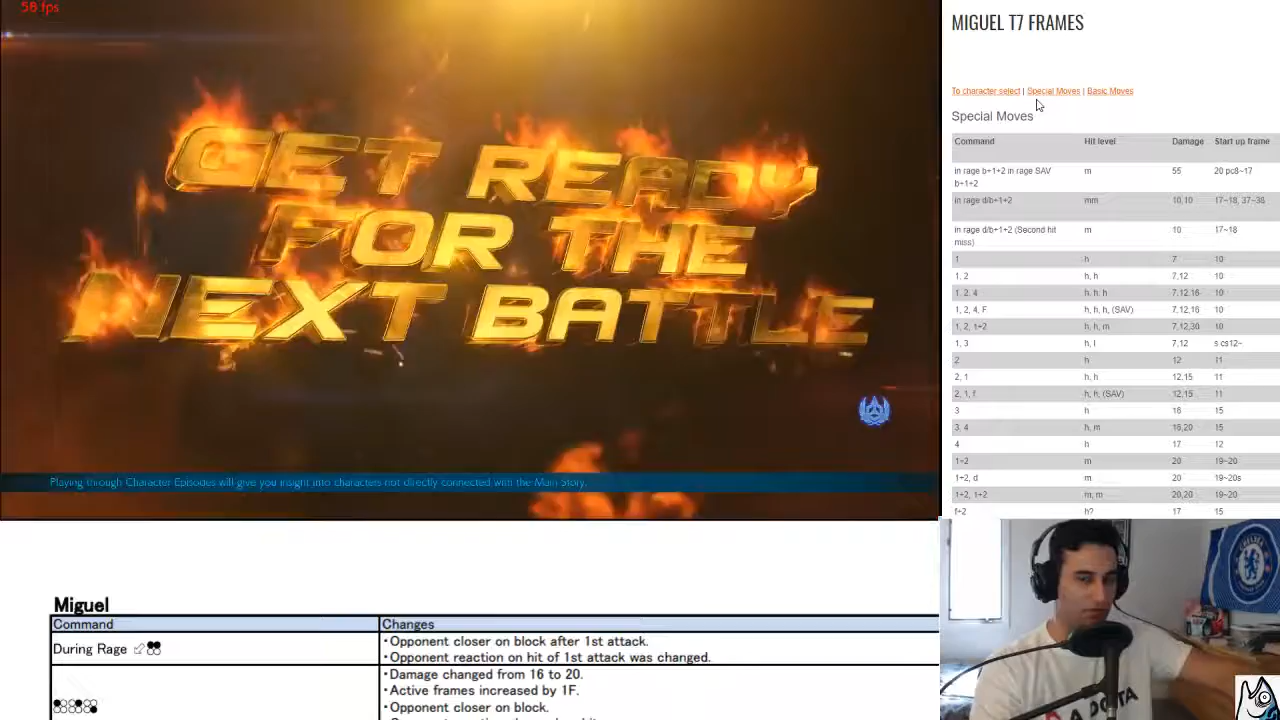 58 fps
GET READY
FOR THE
NEXT BATTLE
Playing through Character Episodes will give you insight into characters not directly connected with the Main Story.
MIGUEL T7 FRAMES
To character select | Special Moves | Basic Moves
Special Moves
Command Hit level Damage Start up frame
in rage b+1+2 in rage SAV b+1+2 m 55 20 pc8~17
in rage d/b+1+2 mm 10,10 17~18, 37~38
in rage d/b+1+2 (Second hit miss) m 10 17~18
1 h 7 10
1, 2 h, h 7,12 10
1, 2, 4 h, h, h 7,12,16 10
1, 2, 4, F h, h, h, (SAV) 7,12,16 10
1, 2, 1+2 h, h, m 7,12,30 10
1, 3 h, l 7,12 s cs12~
2 h 12 11
2, 1 h, h 12,15 11
2, 1, f h, h, (SAV) 12,15 11
3 h 16 15
3, 4 h, m 16,20 15
4 h 17 12
1+2 m 20 19~20
1+2, d m 20 19~20s
1+2, 1+2 m, m 20,20 19~20
f+2 h? 17 15
CHELSEA
Miguel
Command Changes
During Rage
・Opponent closer on block after 1st attack.
・Opponent reaction on hit of 1st attack was changed.
・Damage changed from 16 to 20.
・Active frames increased by 1F.
・Opponent closer on block.